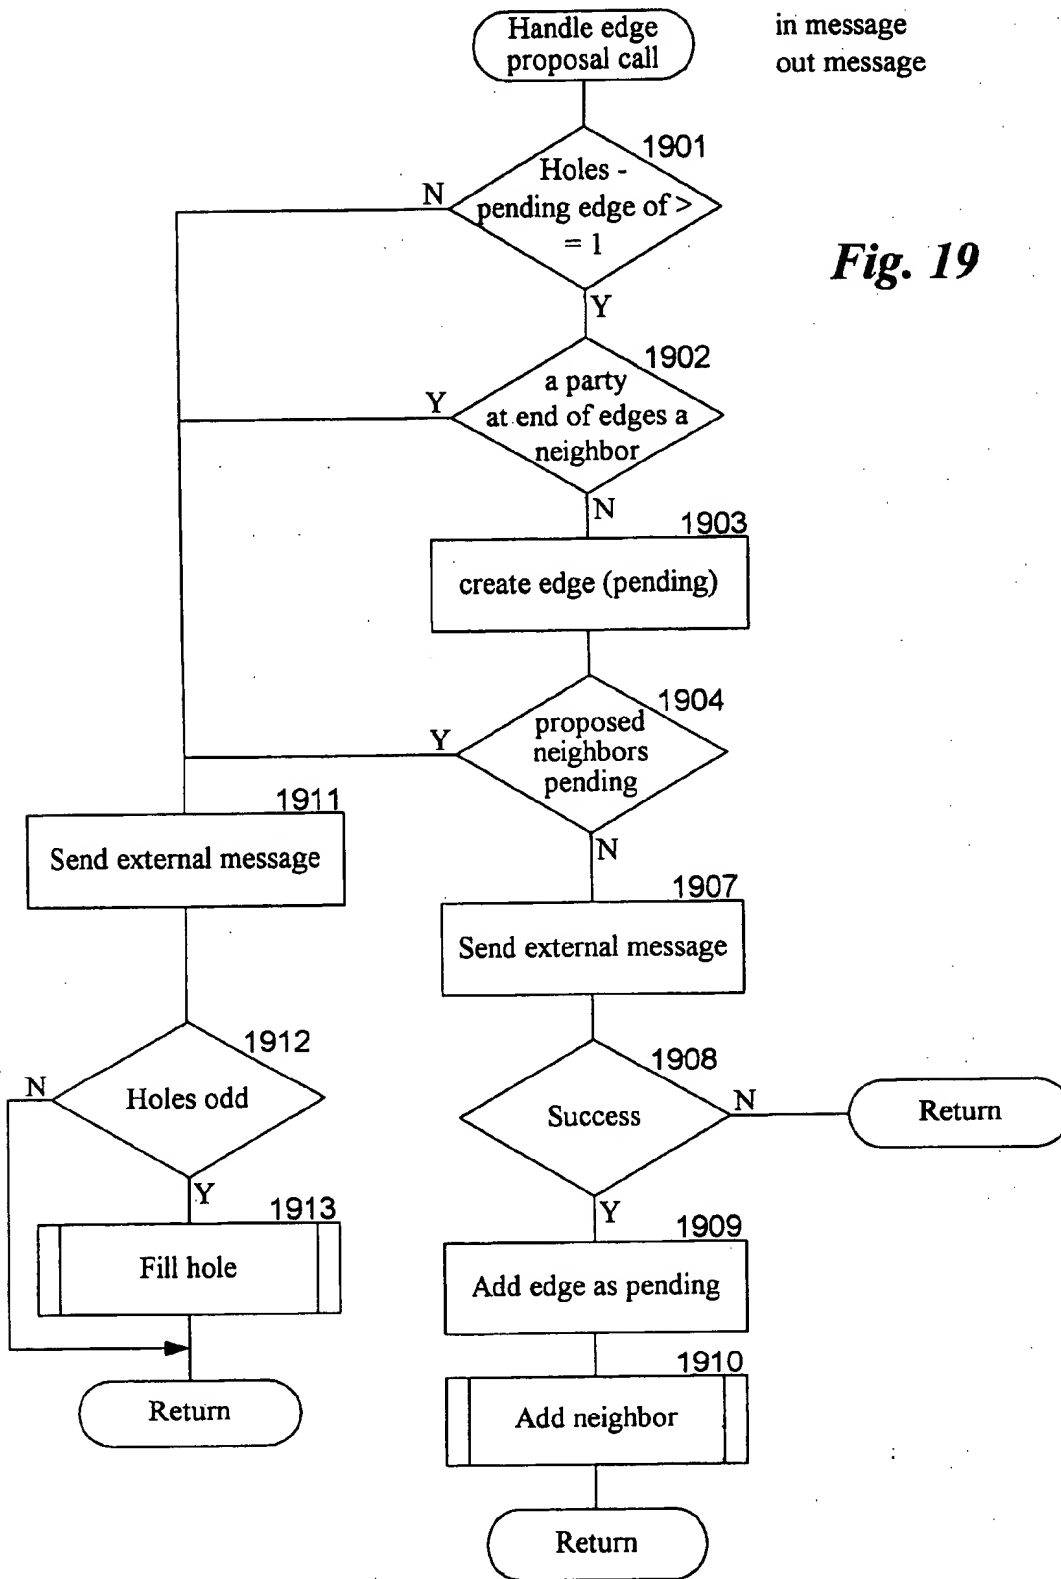 Handle edge
proposal call
in message
out message
1901
Holes -
pending edge of >
= 1
N
Y
Fig. 19
1902
a party
at end of edges a
neighbor
Y
N
1903
create edge (pending)
1904
proposed
neighbors
pending
Y
N
1911
Send external message
1907
Send external message
1912
Holes odd
N
Y
1908
Success
N
Return
Y
1913
Fill hole
1909
Add edge as pending
Return
1910
Add neighbor
Return